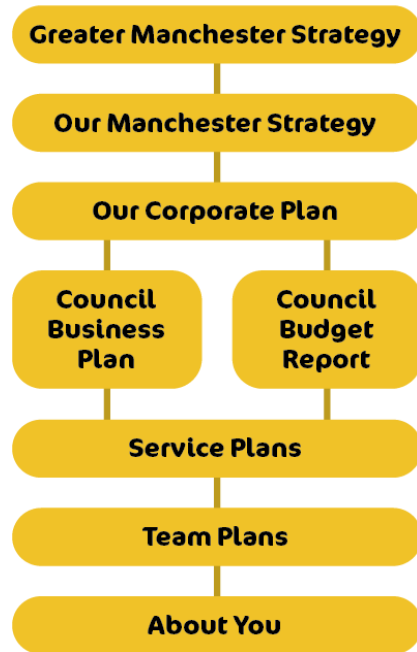 Greater Manchester Strategy
Our Manchester Strategy
Our Corporate Plan
Council
Business
Plan
Council
Budget
Report
Service Plans
Team Plans
About You